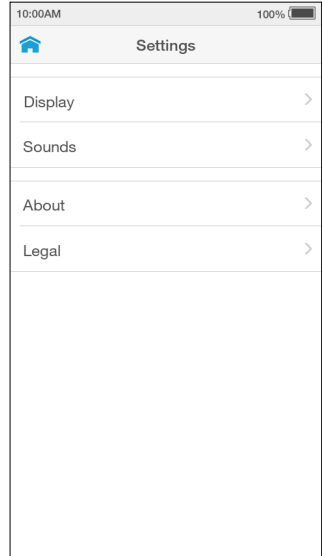 10:00AM 100%
Settings
Display
Sounds
About
Legal